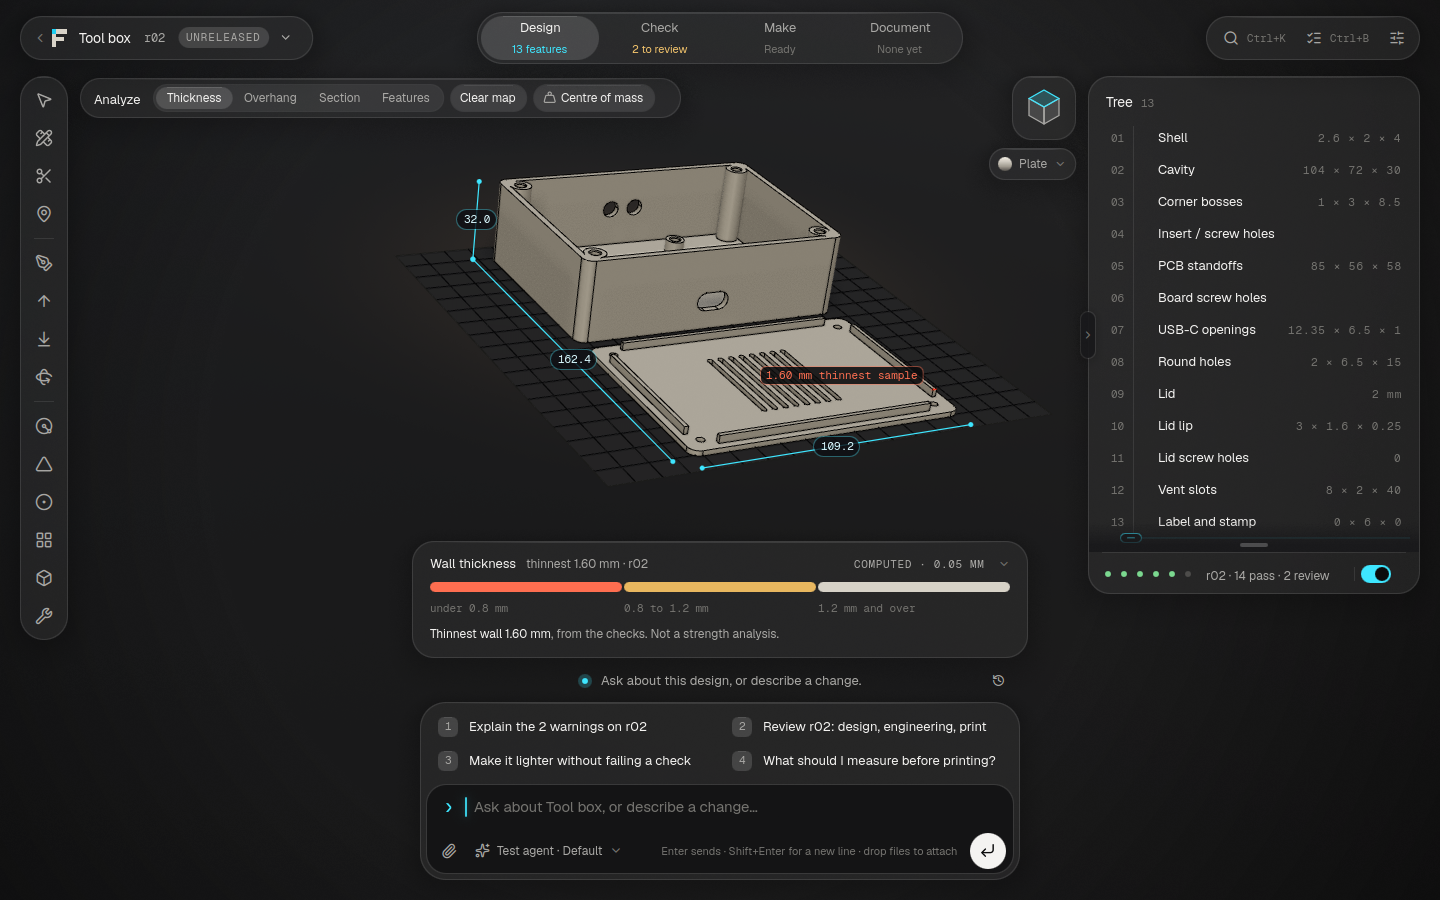 Tool box r02 UNRELEASED
Design
13 features
Check
2 to review
Make
Ready
Document
None yet
Ctrl+K Ctrl+B
Analyze Thickness Overhang Section Features Clear map Centre of mass
Plate
32.0
162.4
1.60 mm thinnest sample
109.2
Tree 13
01 Shell 2.6 × 2 × 4
02 Cavity 104 × 72 × 30
03 Corner bosses 1 × 3 × 8.5
04 Insert / screw holes
05 PCB standoffs 85 × 56 × 58
06 Board screw holes
07 USB-C openings 12.35 × 6.5 × 1
08 Round holes 2 × 6.5 × 15
09 Lid 2 mm
10 Lid lip 3 × 1.6 × 0.25
11 Lid screw holes 0
12 Vent slots 8 × 2 × 40
13 Label and stamp 0 × 6 × 0
r02 · 14 pass · 2 review
Wall thickness thinnest 1.60 mm · r02 COMPUTED · 0.05 MM
under 0.8 mm 0.8 to 1.2 mm 1.2 mm and over
Thinnest wall 1.60 mm, from the checks. Not a strength analysis.
Ask about this design, or describe a change.
1 Explain the 2 warnings on r02
2 Review r02: design, engineering, print
3 Make it lighter without failing a check
4 What should I measure before printing?
Ask about Tool box, or describe a change...
Test agent · Default
Enter sends · Shift+Enter for a new line · drop files to attach